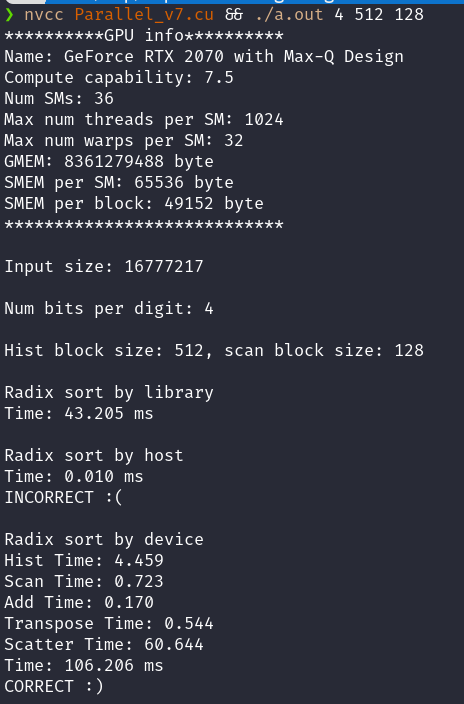 ❯ nvcc Parallel_v7.cu && ./a.out 4 512 128
**********GPU info**********
Name: GeForce RTX 2070 with Max-Q Design
Compute capability: 7.5
Num SMs: 36
Max num threads per SM: 1024
Max num warps per SM: 32
GMEM: 8361279488 byte
SMEM per SM: 65536 byte
SMEM per block: 49152 byte
****************************
Input size: 16777217
Num bits per digit: 4
Hist block size: 512, scan block size: 128
Radix sort by library
Time: 43.205 ms
Radix sort by host
Time: 0.010 ms
INCORRECT :(
Radix sort by device
Hist Time: 4.459
Scan Time: 0.723
Add Time: 0.170
Transpose Time: 0.544
Scatter Time: 60.644
Time: 106.206 ms
CORRECT :)